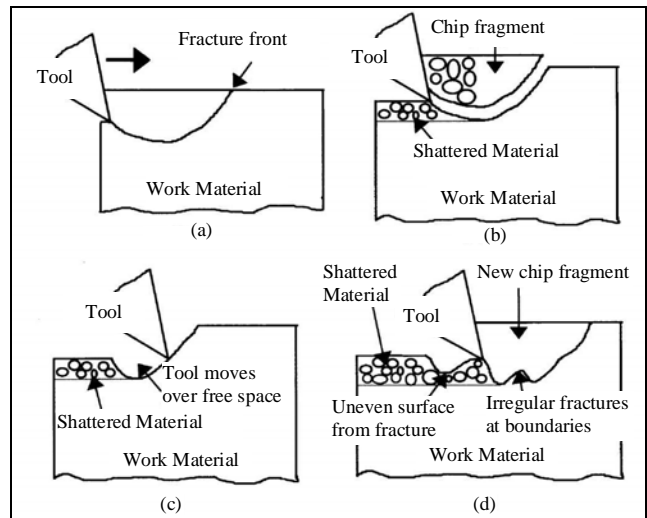 Fracture front
Tool
Work Material
(a)
Chip fragment
Tool
Shattered Material
Work Material
(b)
Tool
Tool moves
over free space
Shattered Material
Work Material
(c)
Shattered
Material
New chip fragment
Tool
Uneven surface
from fracture
Irregular fractures
at boundaries
Work Material
(d)